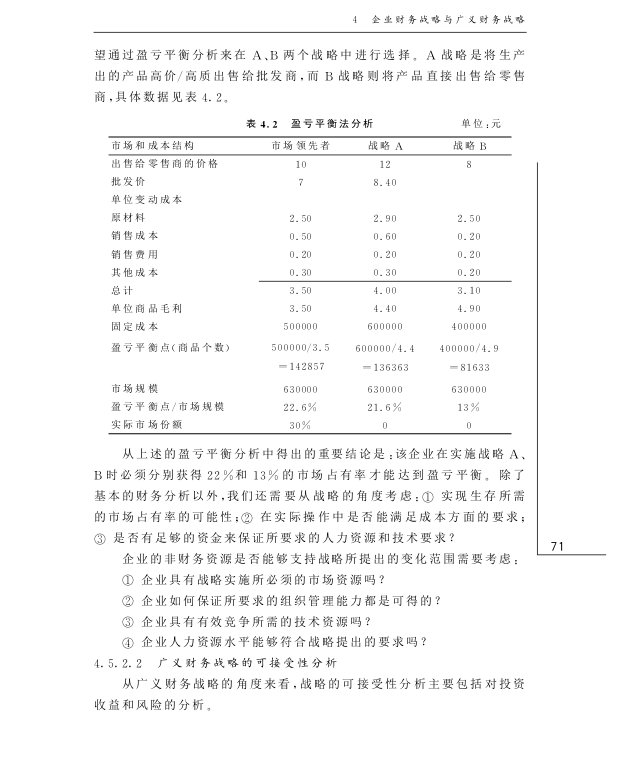 4 企业财务战略与广义财务战略
望通过盈亏平衡分析来在 A、B 两个战略中进行选择。A 战略是将生产
出的产品高价/高质出售给批发商,而 B 战略则将产品直接出售给零售
商,具体数据见表 4.2。
表 4.2 盈亏平衡法分析 单位:元
市场和成本结构 市场领先者 战略 A 战略 B
出售给零售商的价格 10 12 8
批发价 7 8.40
单位变动成本
原材料 2.50 2.90 2.50
销售成本 0.50 0.60 0.20
销售费用 0.20 0.20 0.20
其他成本 0.30 0.30 0.20
总计 3.50 4.00 3.10
单位商品毛利 3.50 4.40 4.90
固定成本 500000 600000 400000
盈亏平衡点(商品个数) 500000/3.5 600000/4.4 400000/4.9
=142857 =136363 =81633
市场规模 630000 630000 630000
盈亏平衡点/市场规模 22.6% 21.6% 13%
实际市场份额 30% 0 0
从上述的盈亏平衡分析中得出的重要结论是:该企业在实施战略 A、
B 时必须分别获得 22%和 13%的市场占有率才能达到盈亏平衡。除了
基本的财务分析以外,我们还需要从战略的角度考虑:① 实现生存所需
的市场占有率的可能性;② 在实际操作中是否能满足成本方面的要求;
③ 是否有足够的资金来保证所要求的人力资源和技术要求?
71
企业的非财务资源是否能够支持战略所提出的变化范围需要考虑:
① 企业具有战略实施所必须的市场资源吗?
② 企业如何保证所要求的组织管理能力都是可得的?
③ 企业具有有效竞争所需的技术资源吗?
④ 企业人力资源水平能够符合战略提出的要求吗?
4.5.2.2 广义财务战略的可接受性分析
从广义财务战略的角度来看,战略的可接受性分析主要包括对投资
收益和风险的分析。